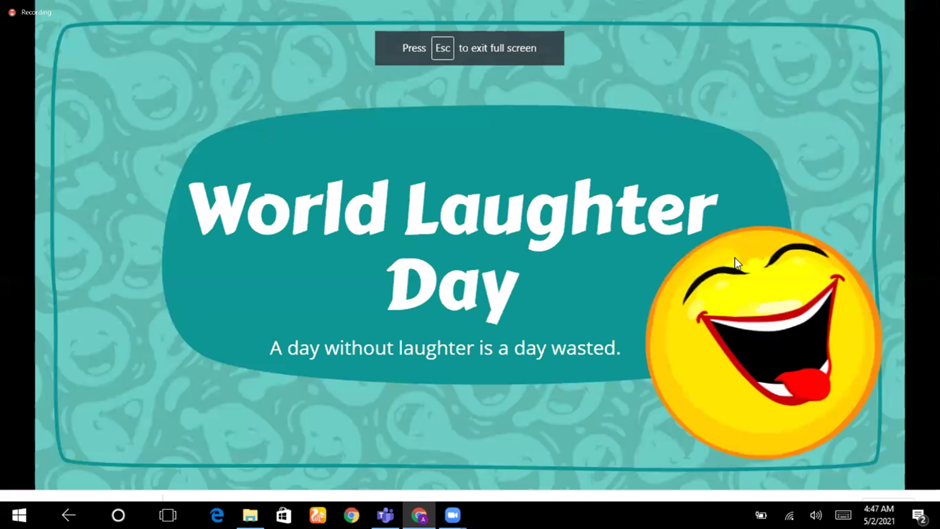 Recording
Press Esc to exit full screen
World Laughter
Day
A day without laughter is a day wasted.
4:47 AM
5/2/2021
2